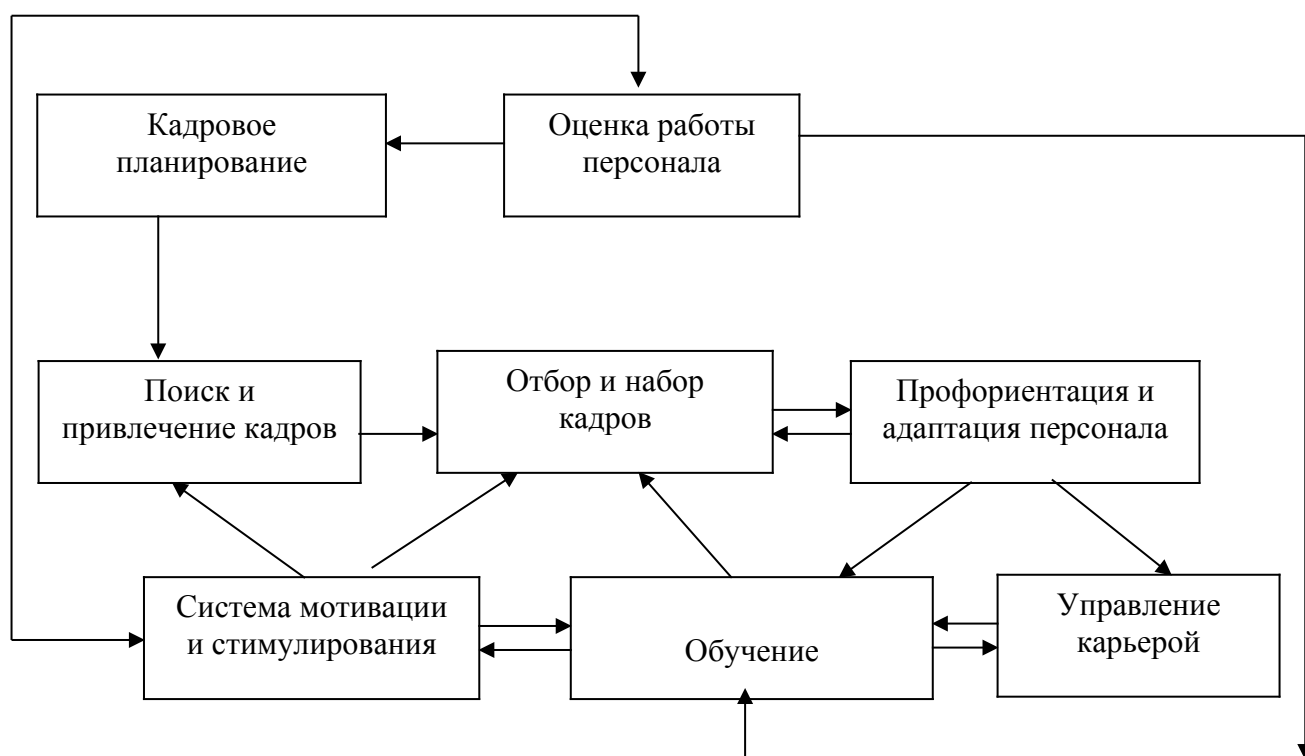 Кадровое
планирование
Оценка работы
персонала
Поиск и
привлечение кадров
Отбор и набор
кадров
Профориентация и
адаптация персонала
Система мотивации
и стимулирования
Обучение
Управление
карьерой